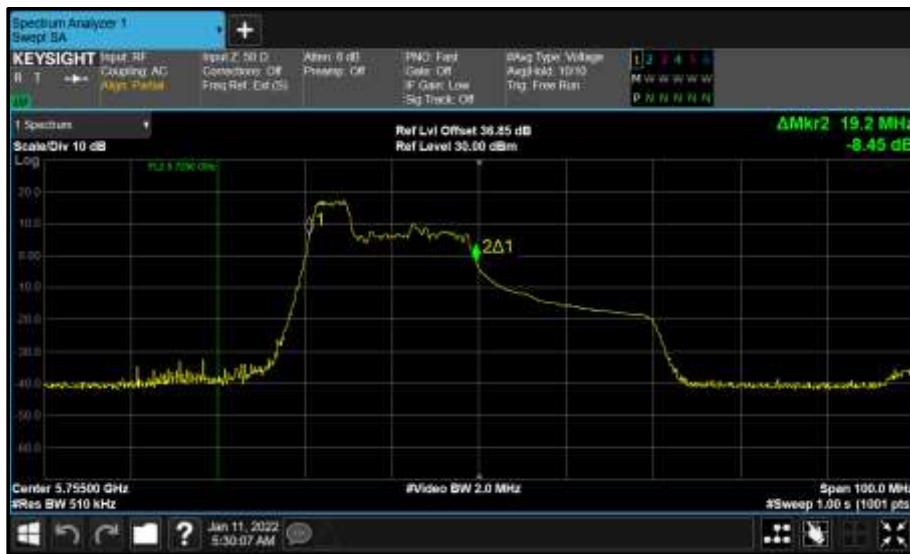 Spectrum Analyzer 1
Swept SA
+
KEYSIGHT
R T
Input: RF
Coupling: AC
Align: Partial
Input Z: 50 Ω
Corrections: Off
Freq Ref: Ext (S)
Atten: 6 dB
Preamp: Off
PNO: Fast
Gate: Off
IF Gain: Low
Sig Track: Off
#Avg Type: Voltage
Avg|Hold: 10/10
Trig: Free Run
1 2 3 4 5 6
M W W W W W
P N N N N N
1 Spectrum
Scale/Div 10 dB
Ref Lvl Offset 36.85 dB
Ref Level 30.00 dBm
ΔMkr2 19.2 MHz
-8.45 dB
Log
20.0
10.0
0.00
-10.0
-20.0
-30.0
-40.0
-50.0
-60.0
1
2Δ1
Center 5.75500 GHz
#Res BW 510 kHz
#Video BW 2.0 MHz
Span 100.0 MHz
#Sweep 1.00 s (1001 pts
?
Jan 11, 2022
5:30:07 AM